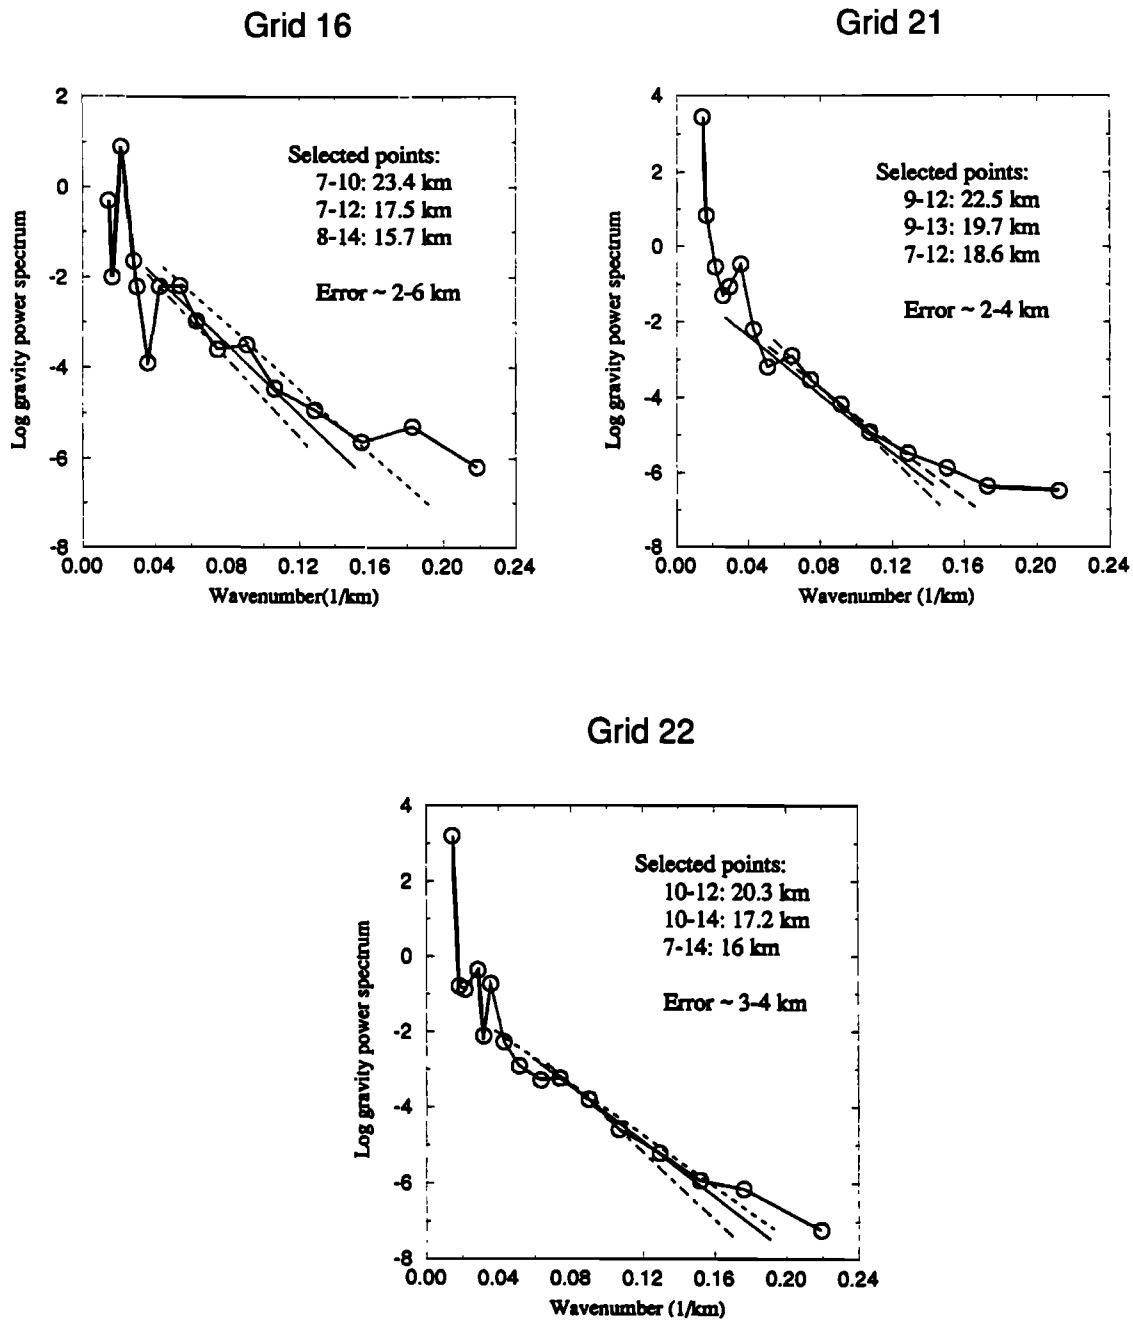 Grid 16
2
0
-2
-4
-6
-8
0.00 0.04 0.08 0.12 0.16 0.20 0.24
Log gravity power spectrum
Wavenumber(1/km)
Selected points:
7-10: 23.4 km
7-12: 17.5 km
8-14: 15.7 km
Error ~ 2-6 km
Grid 21
4
2
0
-2
-4
-6
-8
0.00 0.04 0.08 0.12 0.16 0.20 0.24
Log gravity power spectrum
Wavenumber (1/km)
Selected points:
9-12: 22.5 km
9-13: 19.7 km
7-12: 18.6 km
Error ~ 2-4 km
Grid 22
4
2
0
-2
-4
-6
-8
0.00 0.04 0.08 0.12 0.16 0.20 0.24
Log gravity power spectrum
Wavenumber (1/km)
Selected points:
10-12: 20.3 km
10-14: 17.2 km
7-14: 16 km
Error ~ 3-4 km